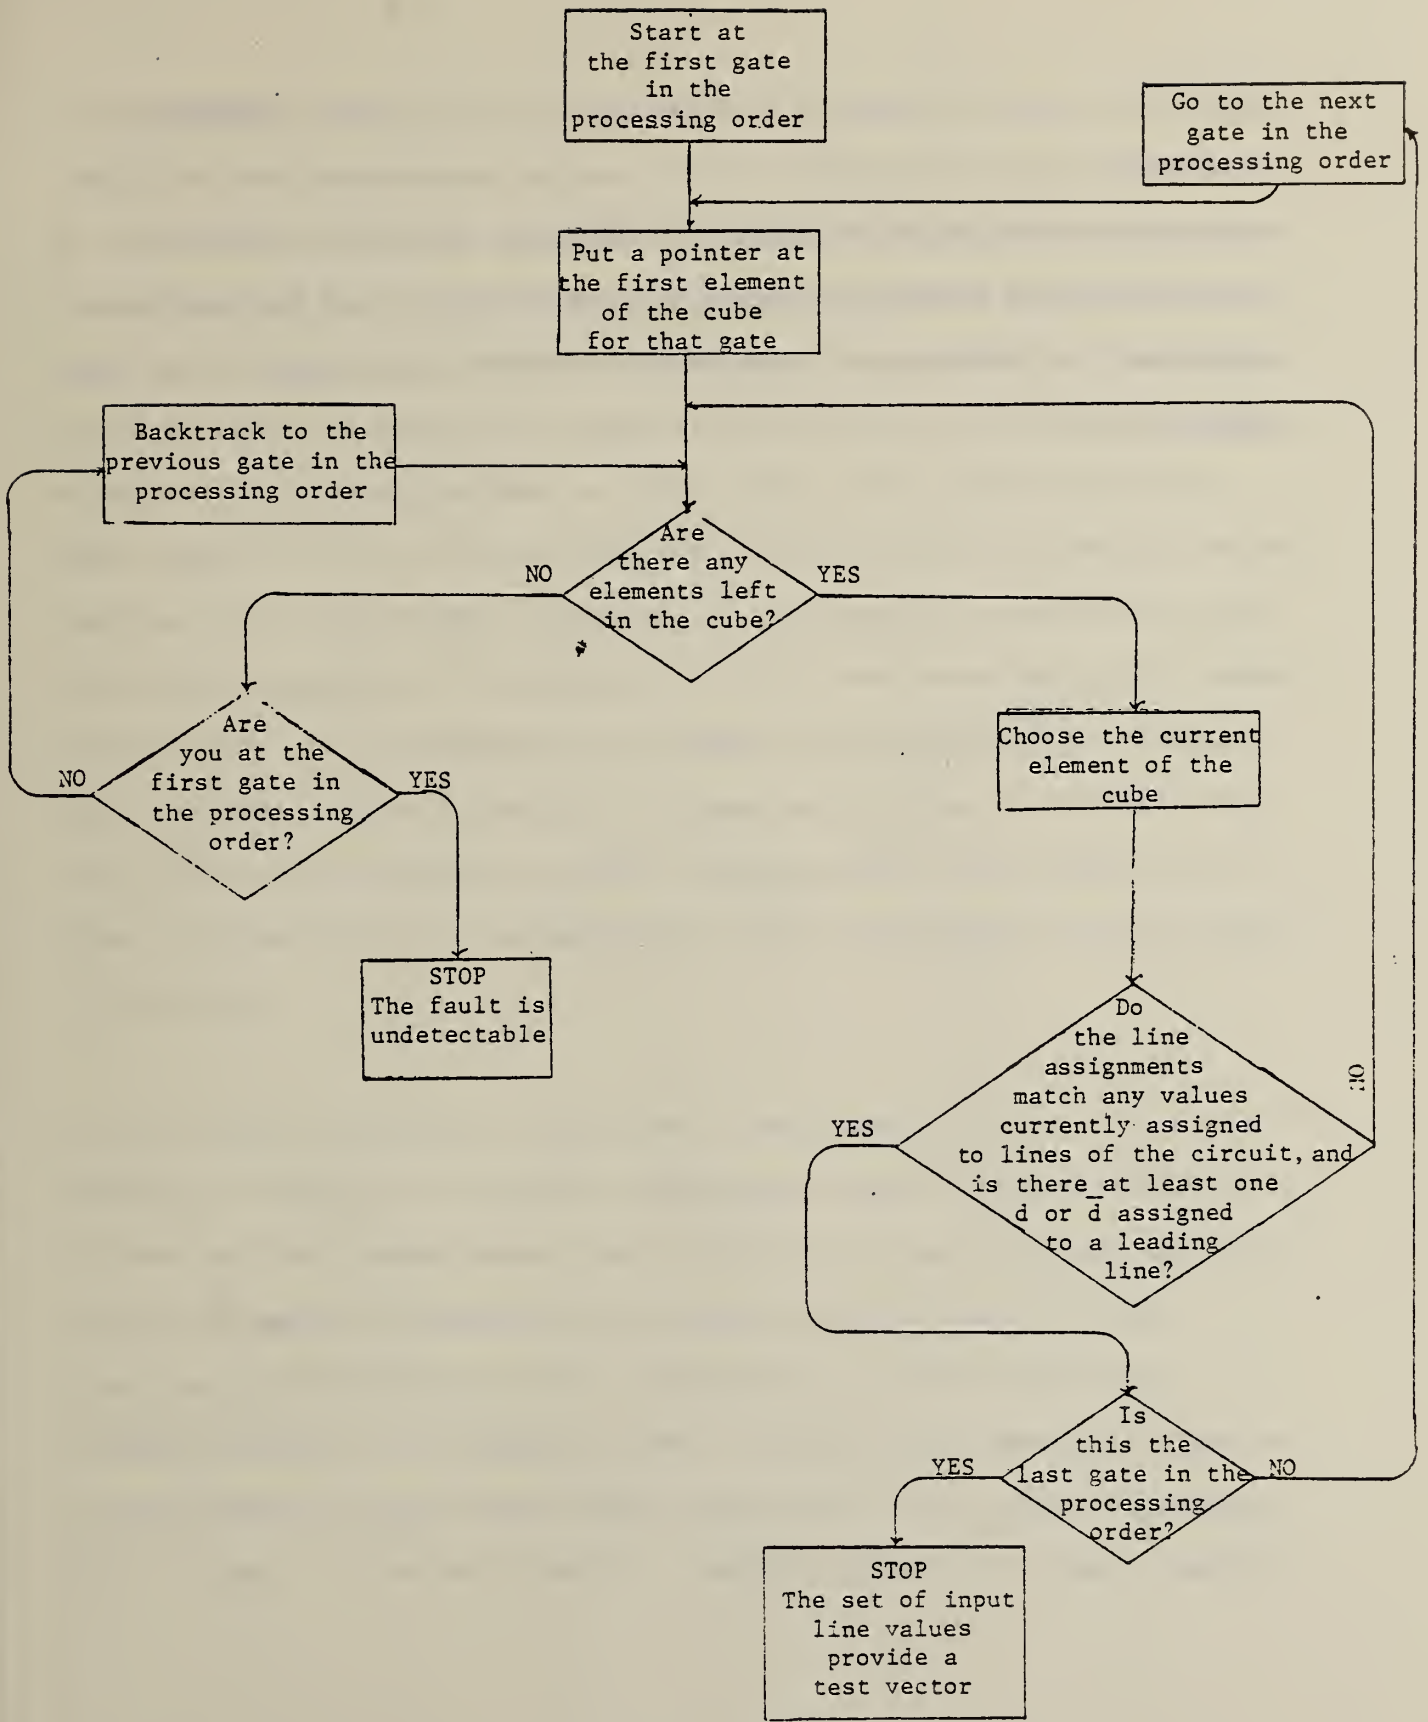 Start at
the first gate
in the
processing order
Go to the next
gate in the
processing order
Put a pointer at
the first element
of the cube
for that gate
Backtrack to the
previous gate in the
processing order
Are
there any
elements left
in the cube?
NO
YES
Are
you at the
first gate in
the processing
order?
NO
YES
Choose the current
element of the
cube
STOP
The fault is
undetectable
Do
the line
assignments
match any values
currently assigned
to lines of the circuit, and
is there at least one
d or d̅ assigned
to a leading
line?
YES
NO
Is
this the
last gate in the
processing
order?
YES
NO
STOP
The set of input
line values
provide a
test vector